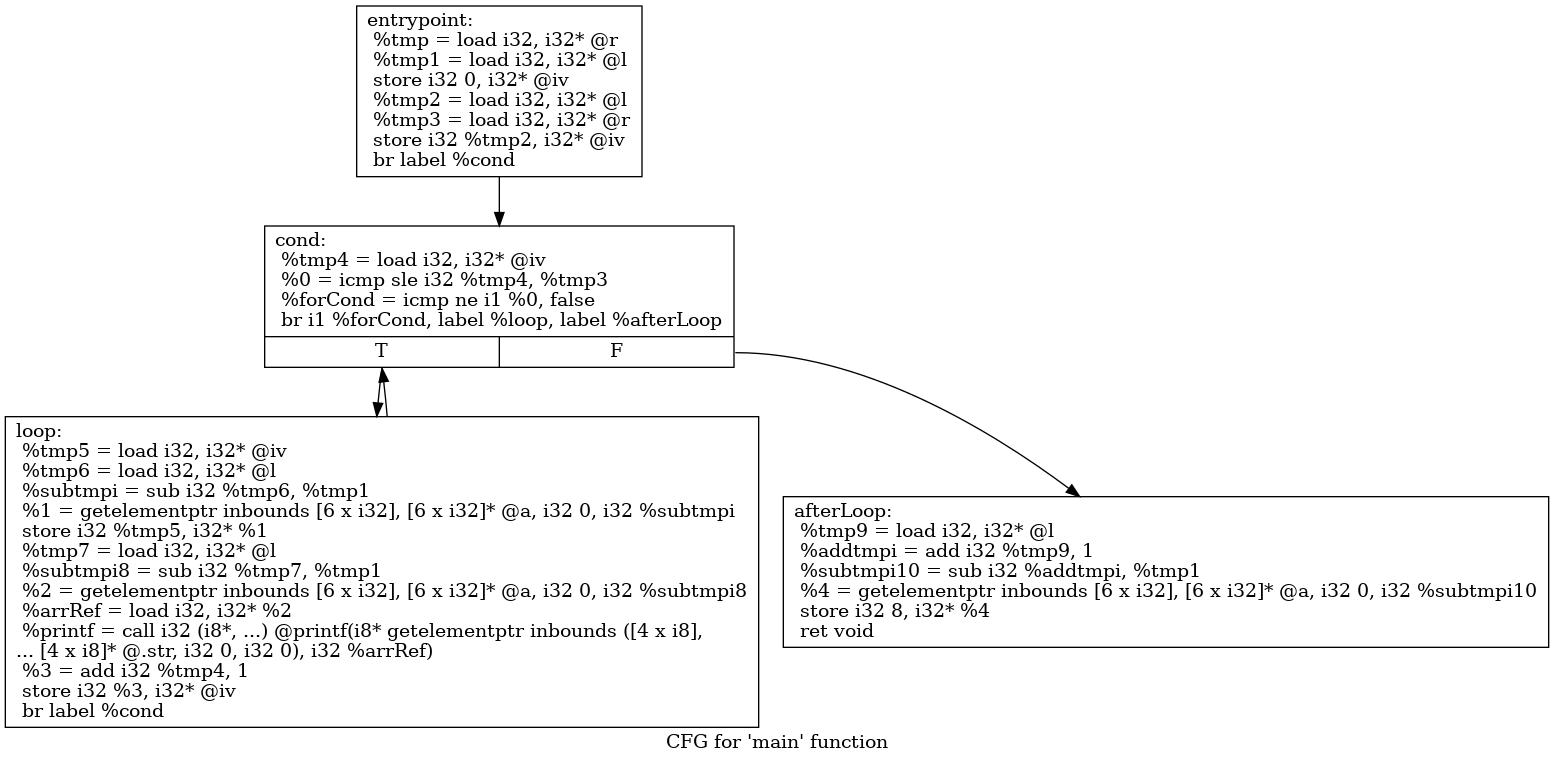 entrypoint:
%tmp = load i32, i32* @r
%tmp1 = load i32, i32* @l
store i32 0, i32* @iv
%tmp2 = load i32, i32* @l
%tmp3 = load i32, i32* @r
store i32 %tmp2, i32* @iv
br label %cond
cond:
%tmp4 = load i32, i32* @iv
%0 = icmp sle i32 %tmp4, %tmp3
%forCond = icmp ne i1 %0, false
br i1 %forCond, label %loop, label %afterLoop
T F
loop:
%tmp5 = load i32, i32* @iv
%tmp6 = load i32, i32* @l
%subtmpi = sub i32 %tmp6, %tmp1
%1 = getelementptr inbounds [6 x i32], [6 x i32]* @a, i32 0, i32 %subtmpi
store i32 %tmp5, i32* %1
%tmp7 = load i32, i32* @l
%subtmpi8 = sub i32 %tmp7, %tmp1
%2 = getelementptr inbounds [6 x i32], [6 x i32]* @a, i32 0, i32 %subtmpi8
%arrRef = load i32, i32* %2
%printf = call i32 (i8*, ...) @printf(i8* getelementptr inbounds ([4 x i8],
... [4 x i8]* @.str, i32 0, i32 0), i32 %arrRef)
%3 = add i32 %tmp4, 1
store i32 %3, i32* @iv
br label %cond
afterLoop:
%tmp9 = load i32, i32* @l
%addtmpi = add i32 %tmp9, 1
%subtmpi10 = sub i32 %addtmpi, %tmp1
%4 = getelementptr inbounds [6 x i32], [6 x i32]* @a, i32 0, i32 %subtmpi10
store i32 8, i32* %4
ret void
CFG for 'main' function